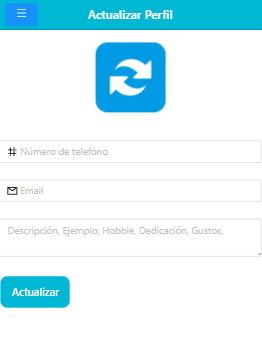 Actualizar Perfil
Número de telefóno
Email
Descripción, Ejemplo: Hobbie, Dedicación, Gustos,
Actualizar